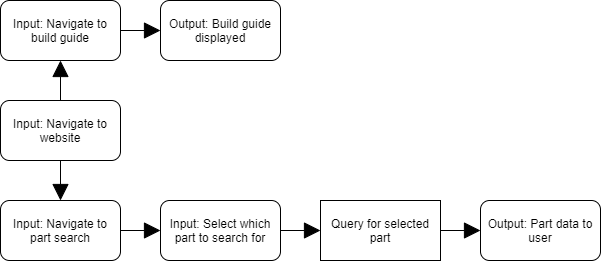 Input: Navigate to
build guide
Output: Build guide
displayed
Input: Navigate to
website
Input: Navigate to
part search
Input: Select which
part to search for
Query for selected
part
Output: Part data to
user